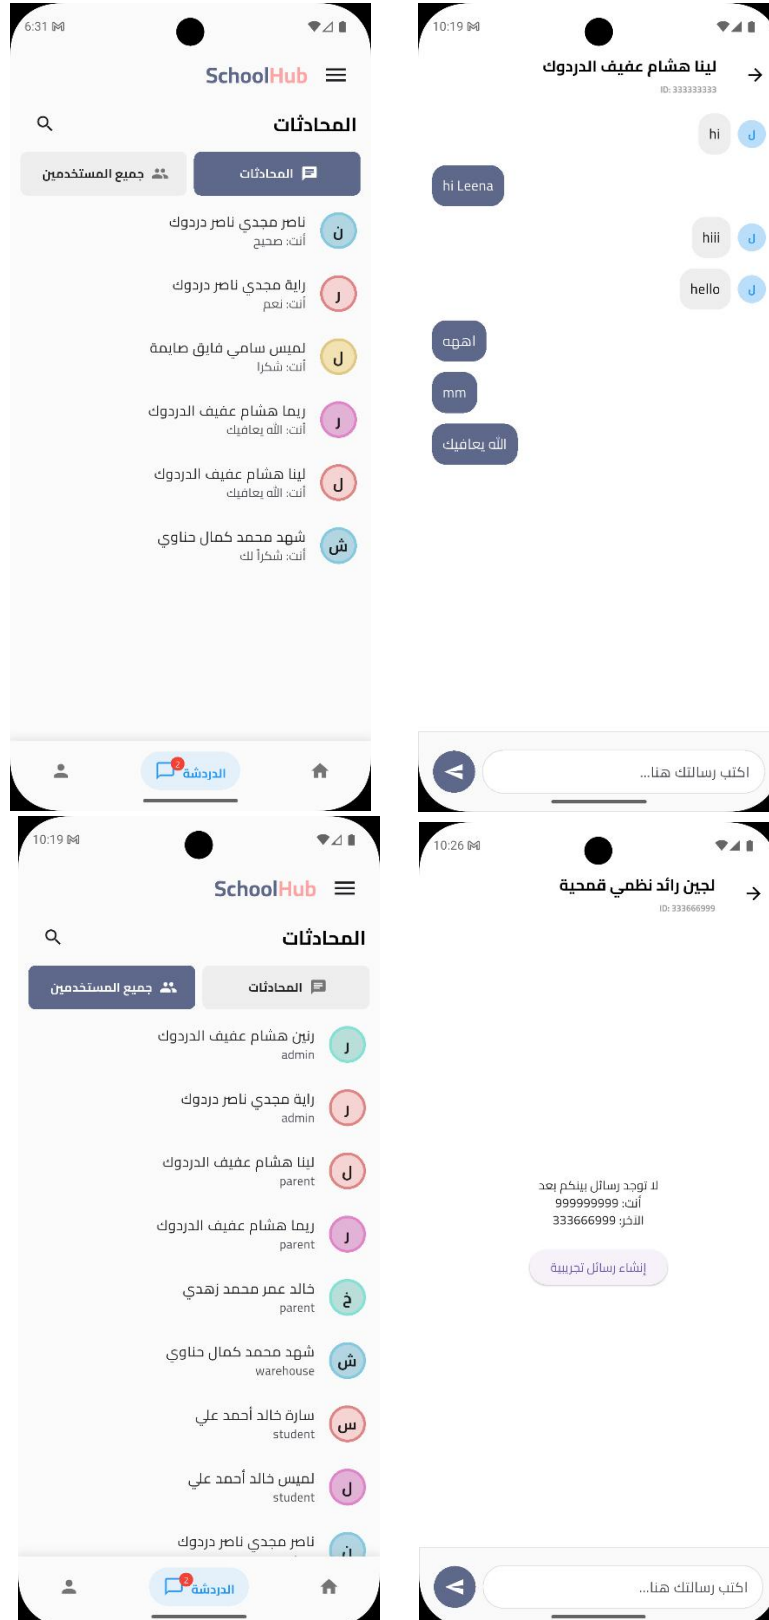 6:31
SchoolHub
المحادثات
المحادثات
جميع المستخدمين
ن
ناصر مجدي ناصر دردوك
أنت: صحيح
ر
راية مجدي ناصر دردوك
أنت: نعم
ل
لميس سامي فايق صايمة
أنت: شكرا
ر
ريما هشام عفيف الدردوك
أنت: الله يعافيك
ل
لينا هشام عفيف الدردوك
أنت: الله يعافيك
ش
شهد محمد كمال حناوي
أنت: شكراً لك
الدردشة
2
10:19
لينا هشام عفيف الدردوك
ID: 333333333
ل
hi
hi Leena
ل
hiii
ل
hello
اههه
mm
الله يعافيك
اكتب رسالتك هنا...
10:19
SchoolHub
المحادثات
المحادثات
جميع المستخدمين
ر
رنين هشام عفيف الدردوك
admin
ر
راية مجدي ناصر دردوك
admin
ل
لينا هشام عفيف الدردوك
parent
ر
ريما هشام عفيف الدردوك
parent
خ
خالد عمر محمد زهدي
parent
ش
شهد محمد كمال حناوي
warehouse
س
سارة خالد أحمد علي
student
ل
لميس خالد أحمد علي
student
ن
ناصر مجدي ناصر دردوك
الدردشة
2
10:26
لجين رائد نظمي قمحية
ID: 333666999
لا توجد رسائل بينكم بعد
أنت: 999999999
الآخر: 333666999
إنشاء رسائل تجريبية
اكتب رسالتك هنا...